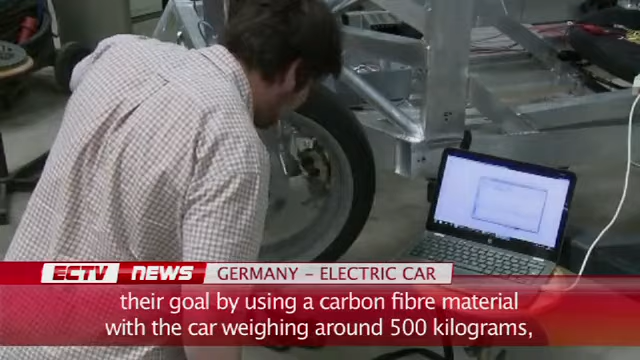 ECTV NEWS GERMANY – ELECTRIC CAR
their goal by using a carbon fibre material
with the car weighing around 500 kilograms,